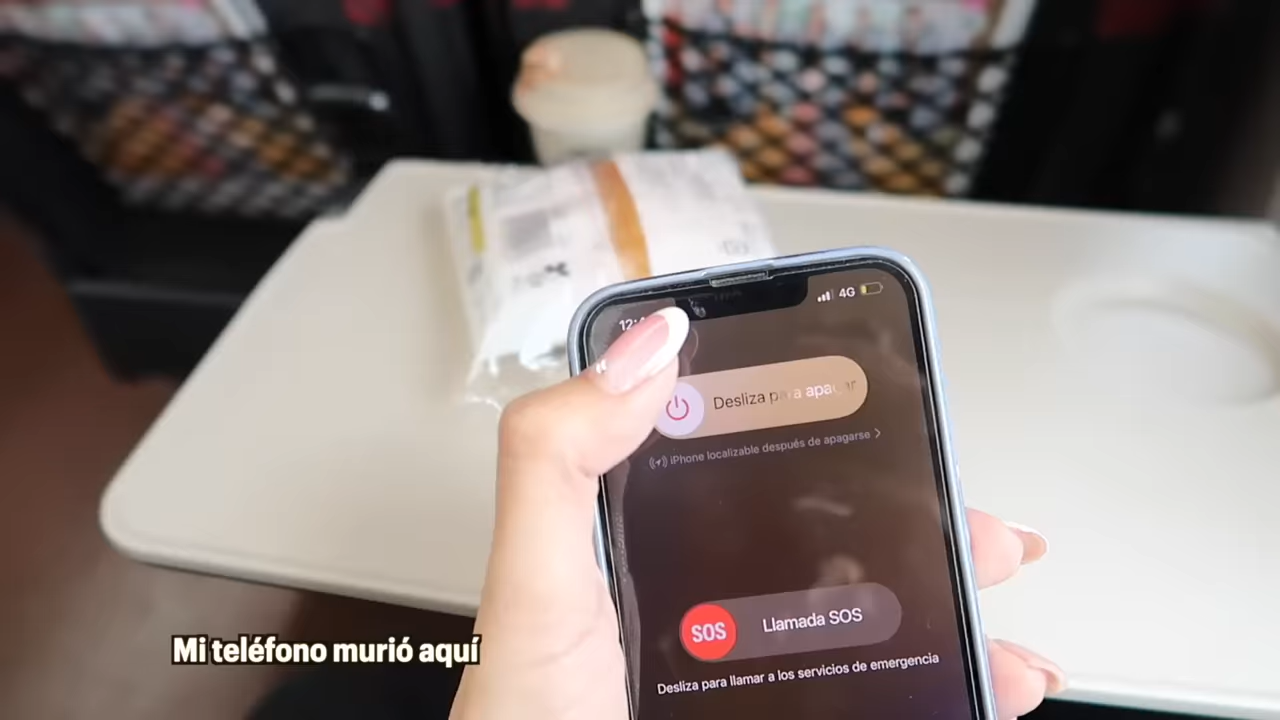 4G
Desliza para apagar
iPhone localizable después de apagarse
SOS
Llamada SOS
Desliza para llamar a los servicios de emergencia
Mi teléfono murió aquí